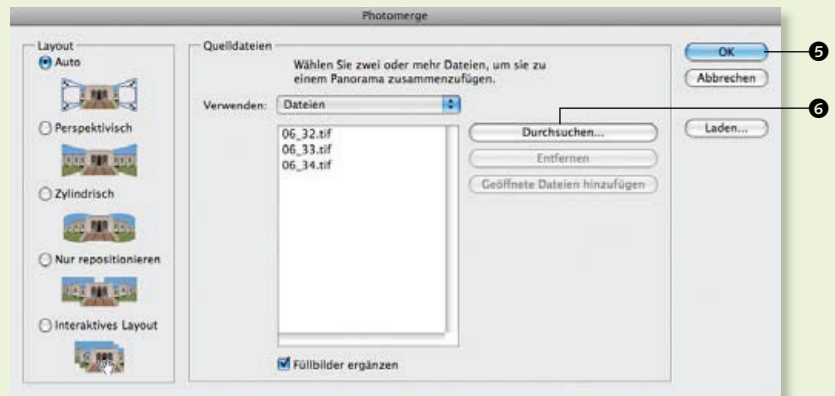 Photomerge
Layout
Auto
Perspektivisch
Zylindrisch
Nur repositionieren
Interaktives Layout
Quelldateien
Wählen Sie zwei oder mehr Dateien, um sie zu
einem Panorama zusammenzufügen.
Verwenden: Dateien
06_32.tif
06_33.tif
06_34.tif
Füllbilder ergänzen
Durchsuchen...
Entfernen
Geöffnete Dateien hinzufügen
OK
Abbrechen
Laden...
❺
❻